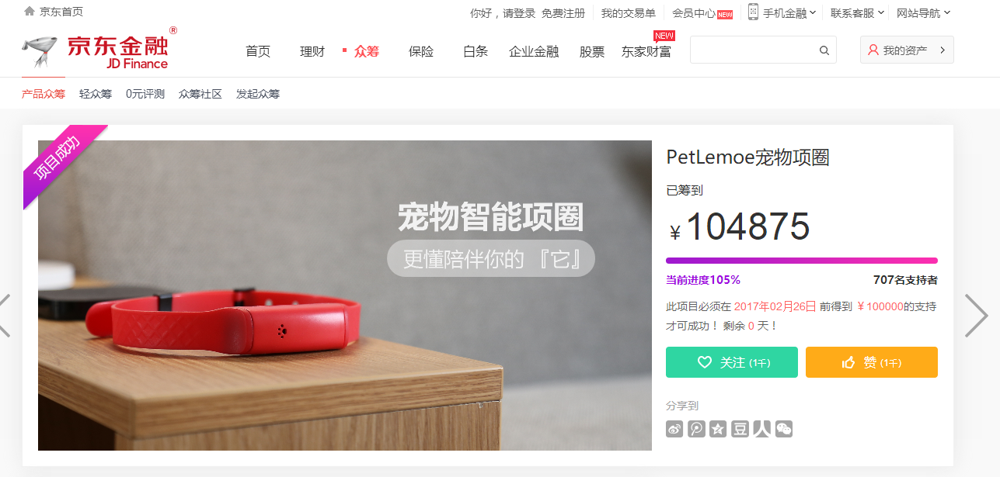 京东首页
你好，请登录 免费注册 我的交易单 会员中心 NEW 手机金融 联系客服 网站导航
京东金融®
JD Finance
首页 理财 众筹 保险 白条 企业金融 股票 东家财富 NEW
我的资产
产品众筹 轻众筹 0元评测 众筹社区 发起众筹
项目成功
宠物智能项圈
更懂陪伴你的『它』
PetLemoe宠物项圈
已筹到
￥104875
当前进度105% 707名支持者
此项目必须在 2017年02月26日 前得到 ￥100000的支持
才可成功！ 剩余 0 天！
关注 (1千) 赞 (1千)
分享到
豆